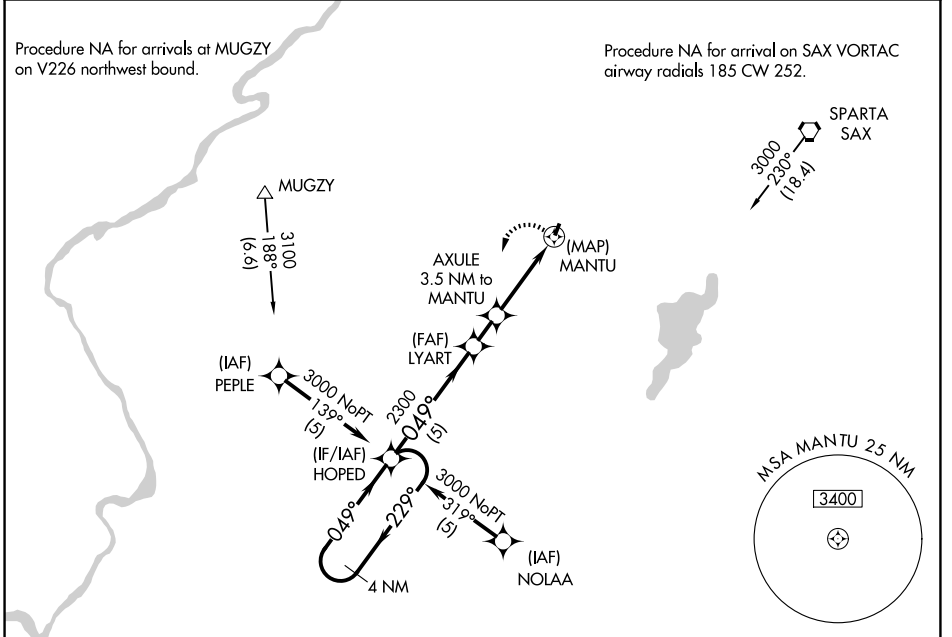 Procedure NA for arrivals at MUGZY
on V226 northwest bound.
Procedure NA for arrival on SAX VORTAC
airway radials 185 CW 252.
SPARTA
SAX
3000
230°
(18.4)
MUGZY
3100
188°
(6.6)
(MAP)
MANTU
AXULE
3.5 NM to
MANTU
(FAF)
LYART
(IAF)
PEPLE
3000 NoPT
139°
(5)
2300
049°
(5)
(IF/IAF)
HOPED
3000 NoPT
319°
(5)
049°
229°
(IAF)
NOLAA
4 NM
MSA MANTU 25 NM
3400